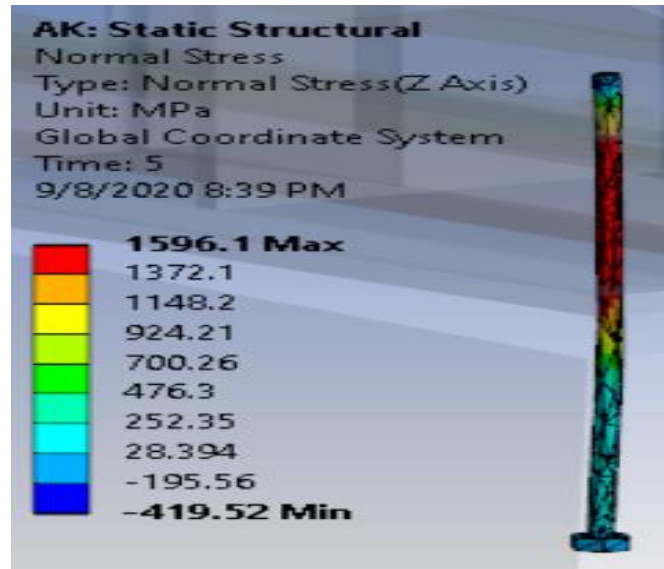 AK: Static Structural
Normal Stress
Type: Normal Stress(Z Axis)
Unit: MPa
Global Coordinate System
Time: 5
9/8/2020 8:39 PM
1596.1 Max
1372.1
1148.2
924.21
700.26
476.3
252.35
28.394
-195.56
-419.52 Min